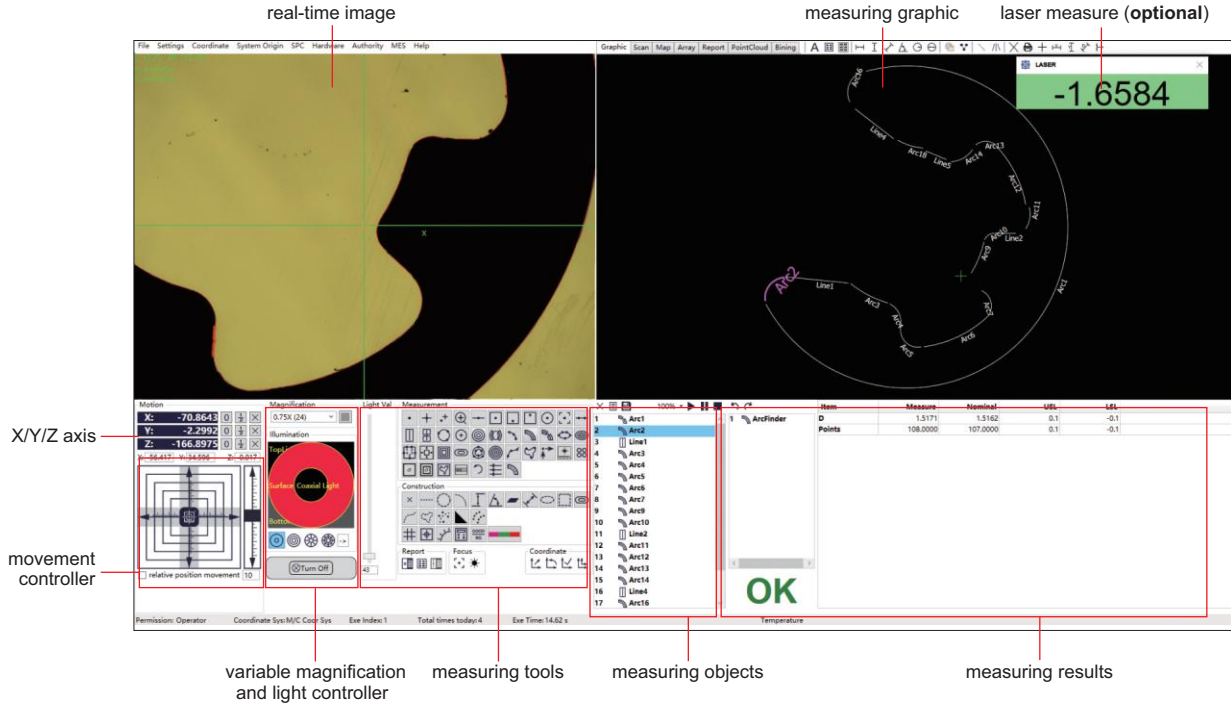 real-time image
measuring graphic
laser measure (optional)
File Settings Coordinate System Origin SPC Hardware Authority MES Help
Graphic Scan Map Array Report PointCloud Bining
A
LASER
-1.6584
X
Arc16
Line4
Arc18
Line5
Arc14
Arc13
Arc12
Arc11
Arc10
Line2
Arc9
Arc2
Line1
Arc3
Arc4
Arc5
Arc6
Arc7
Arc1
X/Y/Z axis
Motion
X: -70.8643 0
Y: -2.2992 0
Z: -166.8975 0
Magnification
0.75X (24)
Illumination
Surface Coaxial Light
Light Val
43
Turn Off
movement
controller
relative position movement 10
Measurement
Construction
Report Focus Coordinate
100%
1 Arc1
2 Arc2
3 Line1
4 Arc3
5 Arc4
6 Arc5
7 Arc6
8 Arc7
9 Arc9
10 Arc10
11 Line2
12 Arc11
13 Arc12
14 Arc13
15 Arc14
16 Line4
17 Arc16
1 ArcFinder
OK
Item Measure Nominal USL LSL
D 1.5171 1.5162 0.1 -0.1
Points 108.0000 107.0000 0.1 -0.1
Permission: Operator Coordinate Sys: M/C Coor Sys Exe Index: 1 Total times today: 4 Exe Time: 14.62 s Temperature
variable magnification
and light controller
measuring tools
measuring objects
measuring results